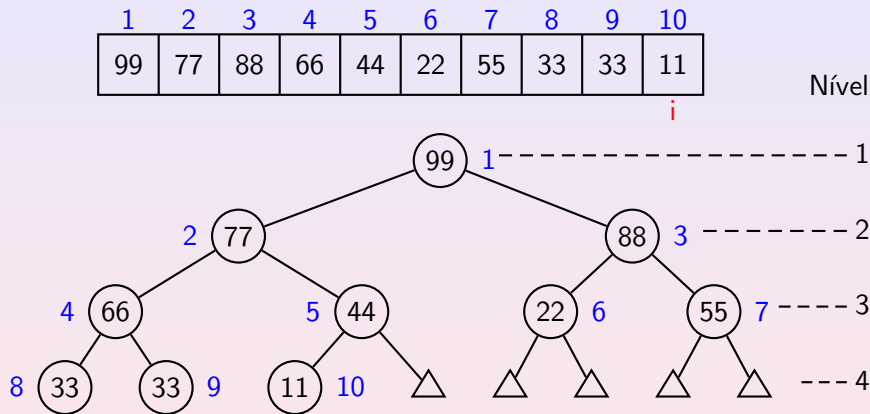 1 2 3 4 5 6 7 8 9 10
99 77 88 66 44 22 55 33 33 11
Nível
i
99 1 1
2 77 88 3 2
4 66 5 44 22 6 55 7 3
8 33 33 9 11 10 4